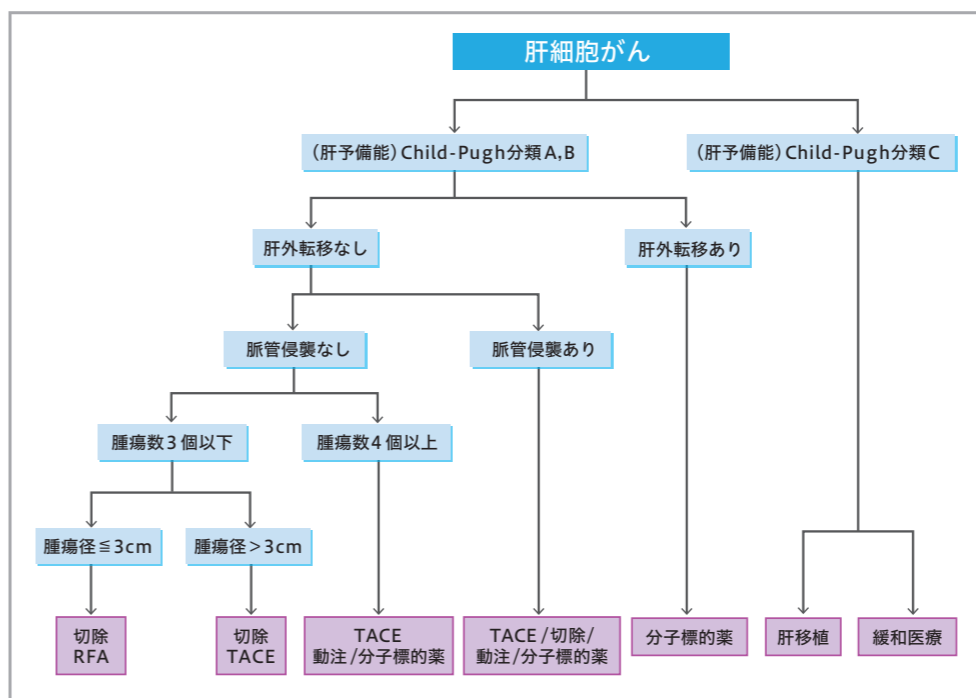 肝細胞がん
（肝予備能）Child-Pugh分類A,B
（肝予備能）Child-Pugh分類C
肝外転移なし
肝外転移あり
脈管侵襲なし
脈管侵襲あり
腫瘍数3個以下
腫瘍数4個以上
腫瘍径≦3cm
腫瘍径＞3cm
切除
RFA
切除
TACE
TACE
動注/分子標的薬
TACE/切除/
動注/分子標的薬
分子標的薬
肝移植
緩和医療